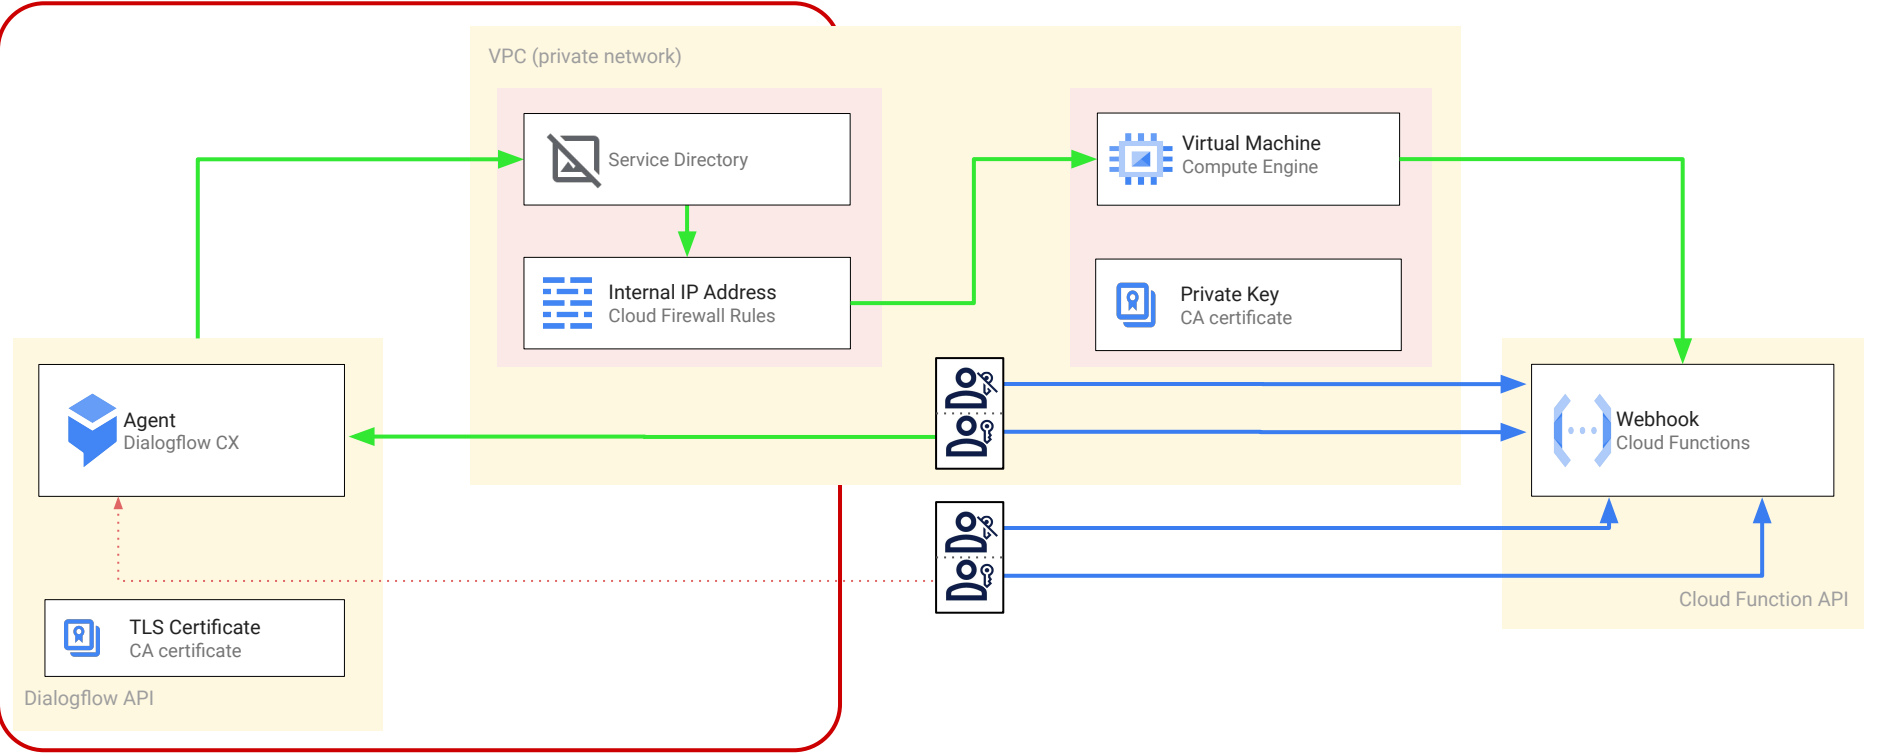 VPC (private network)
Service Directory
Internal IP Address
Cloud Firewall Rules
Virtual Machine
Compute Engine
Private Key
CA certificate
Agent
Dialogflow CX
TLS Certificate
CA certificate
Dialogflow API
Webhook
Cloud Functions
Cloud Function API